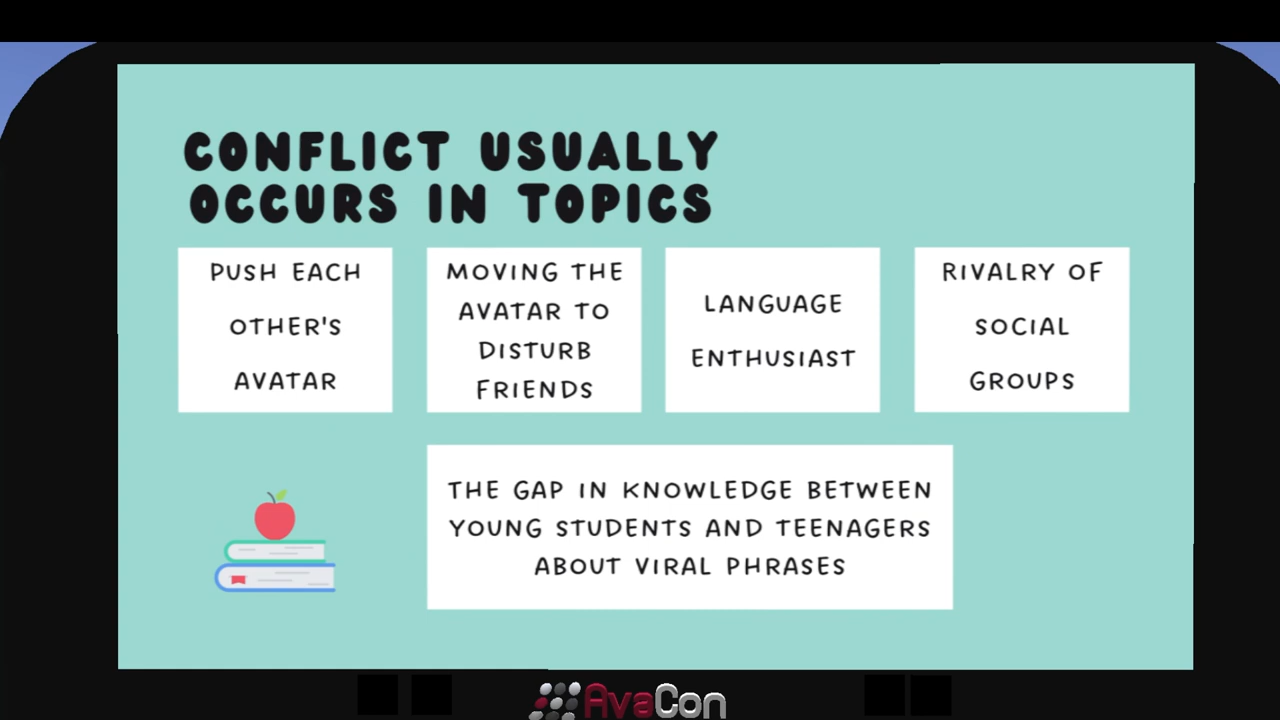 CONFLICT USUALLY
OCCURS IN TOPICS
PUSH EACH
OTHER'S
AVATAR
MOVING THE
AVATAR TO
DISTURB
FRIENDS
LANGUAGE
ENTHUSIAST
RIVALRY OF
SOCIAL
GROUPS
THE GAP IN KNOWLEDGE BETWEEN
YOUNG STUDENTS AND TEENAGERS
ABOUT VIRAL PHRASES
AvaCon